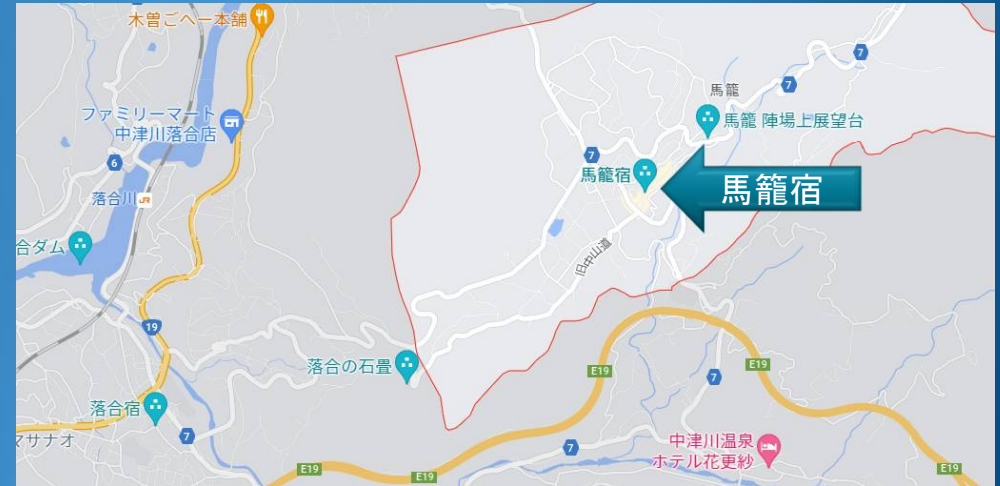 木曽ごへー本舗
7
7
馬籠
7
ファミリーマート
中津川落合店
馬籠 陣場上展望台
6
7
馬籠宿
馬籠宿
落合川 JR
合ダム
旧中山道
19
落合の石畳
E19
E19
7
落合宿
7
マサナオ
7
中津川温泉
ホテル花更紗
E19
E19
E19